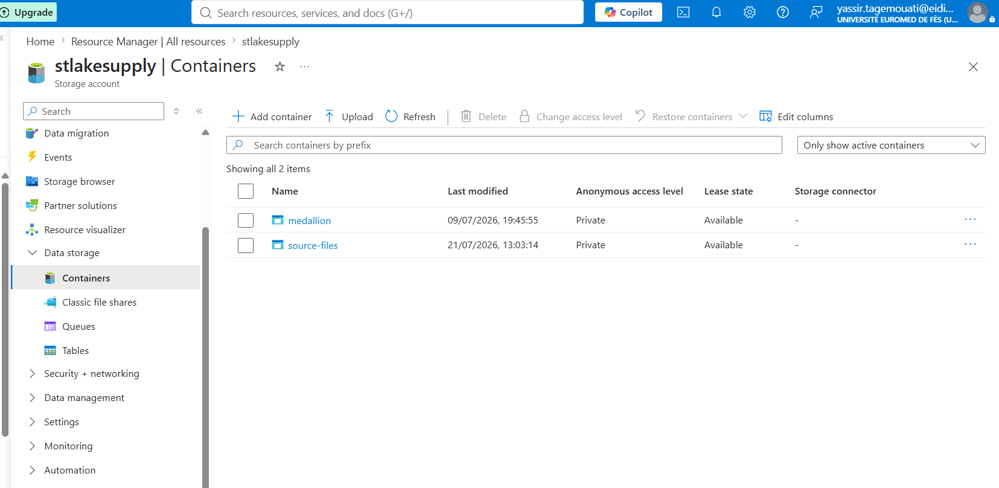 Upgrade
Search resources, services, and docs (G+/)
Copilot
yassir.tagemouati@eidi...
UNIVERSITÉ EUROMED DE FÈS (U...
Home > Resource Manager | All resources > stlakesupply
stlakesupply | Containers
Storage account
Search
Data migration
Events
Storage browser
Partner solutions
Resource visualizer
Data storage
Containers
Classic file shares
Queues
Tables
Security + networking
Data management
Settings
Monitoring
Automation
Add container Upload Refresh Delete Change access level Restore containers Edit columns
Search containers by prefix
Only show active containers
Showing all 2 items
Name Last modified Anonymous access level Lease state Storage connector
medallion 09/07/2026, 19:45:55 Private Available -
source-files 21/07/2026, 13:03:14 Private Available -